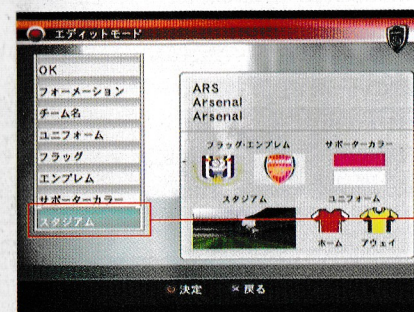 エディットモード
OK
フォーメーション
チーム名
ユニフォーム
フラッグ
エンブレム
サポーターカラー
スタジアム
ARS
Arsenal
Arsenal
フラッグ・エンブレム
サポーターカラー
スタジアム
ユニフォーム
ホーム
アウェイ
決定
戻る